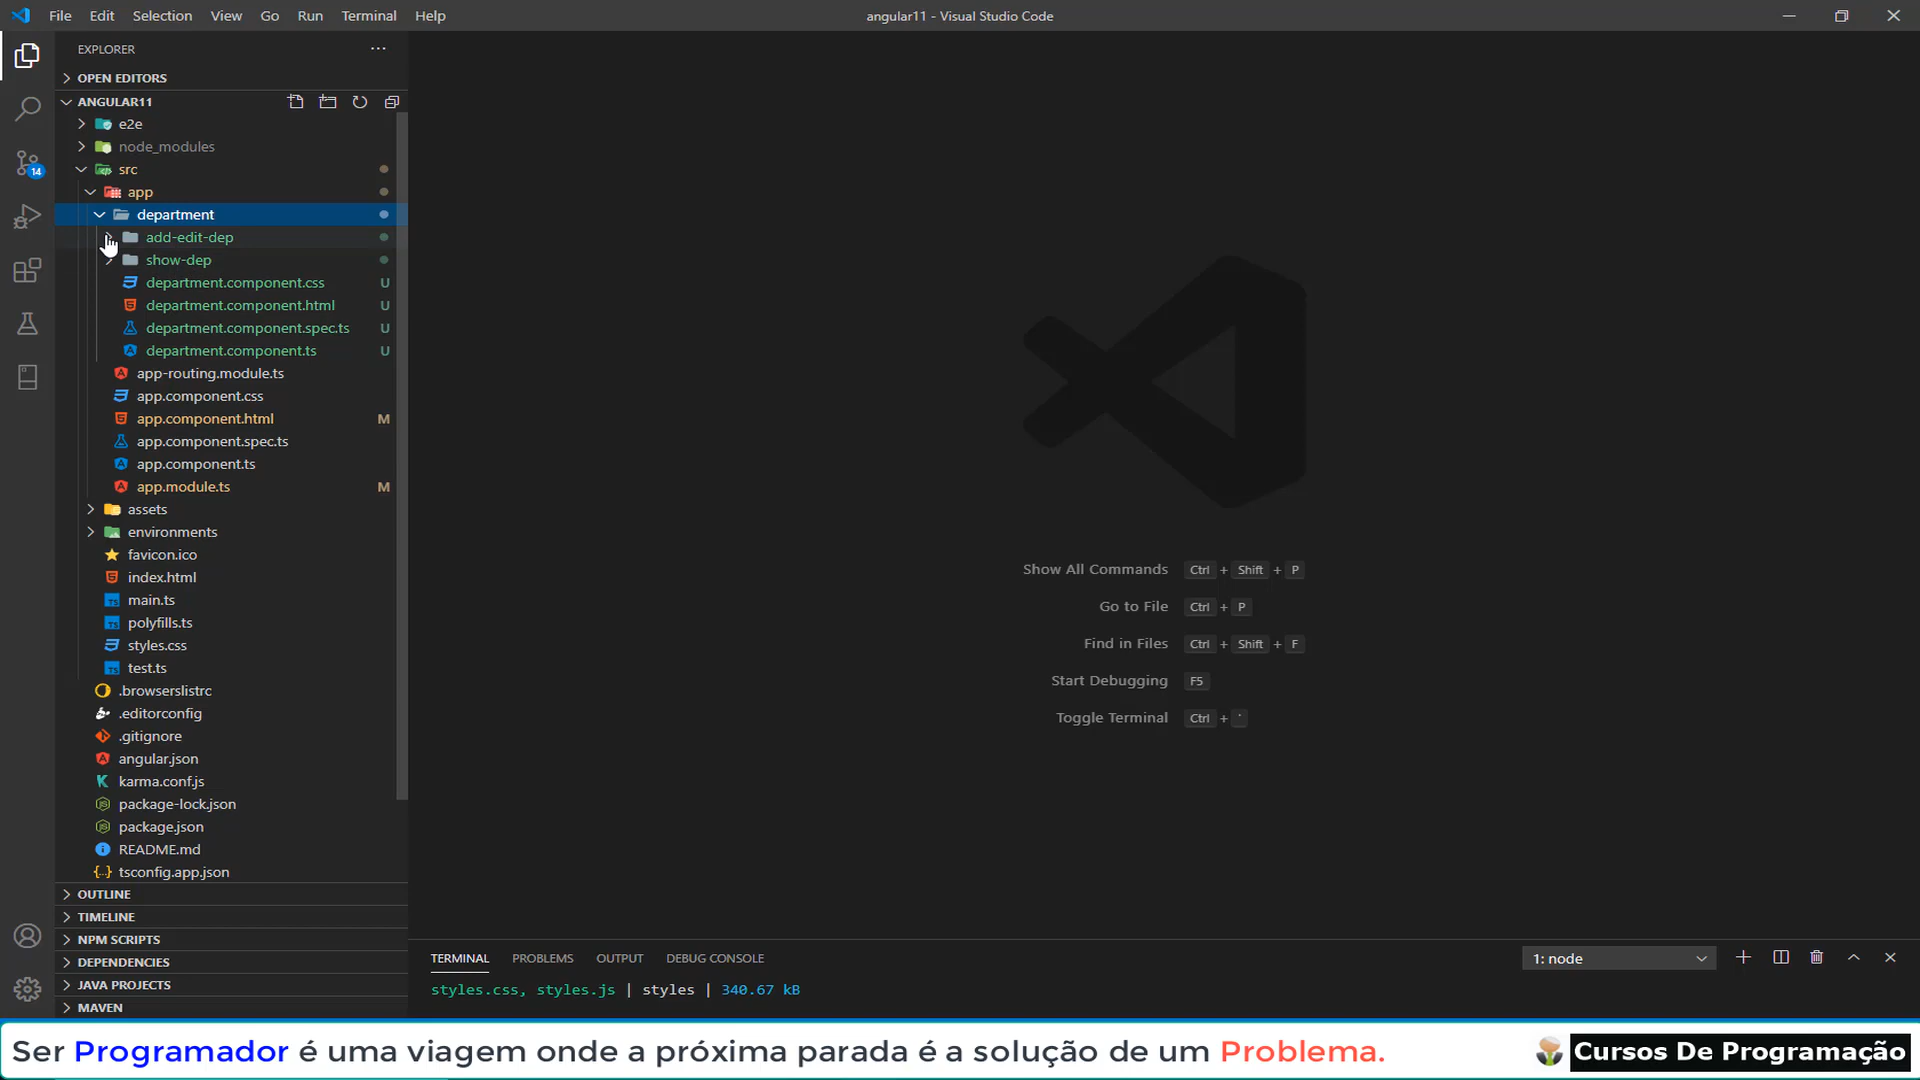 File Edit Selection View Go Run Terminal Help
angular11 - Visual Studio Code
EXPLORER
OPEN EDITORS
ANGULAR11
e2e
node_modules
src
app
department
add-edit-dep
show-dep
department.component.css U
department.component.html U
department.component.spec.ts U
department.component.ts U
app-routing.module.ts
app.component.css
app.component.html M
app.component.spec.ts
app.component.ts
app.module.ts M
assets
environments
favicon.ico
index.html
main.ts
polyfills.ts
styles.css
test.ts
.browserslistrc
.editorconfig
.gitignore
angular.json
karma.conf.js
package-lock.json
package.json
README.md
tsconfig.app.json
OUTLINE
TIMELINE
NPM SCRIPTS
DEPENDENCIES
JAVA PROJECTS
MAVEN
14
Show All Commands Ctrl + Shift + P
Go to File Ctrl + P
Find in Files Ctrl + Shift + F
Start Debugging F5
Toggle Terminal Ctrl + `
TERMINAL PROBLEMS OUTPUT DEBUG CONSOLE
1: node
styles.css, styles.js | styles | 340.67 kB
Ser Programador é uma viagem onde a próxima parada é a solução de um Problema.
Cursos De Programação